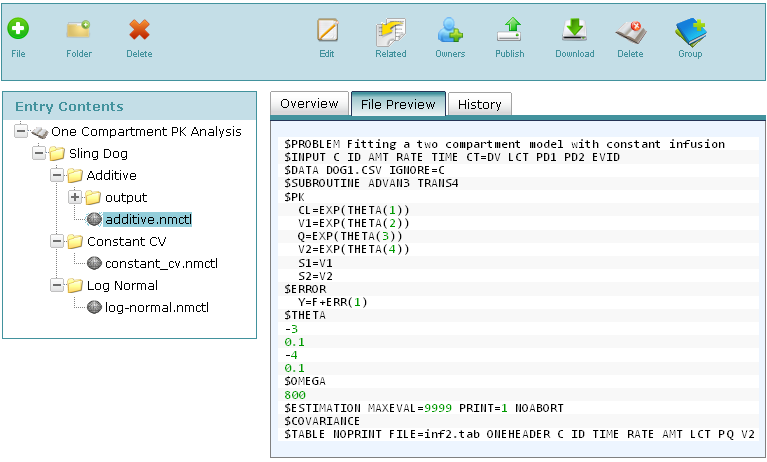 File Folder Delete Edit Related Owners Publish Download Delete Group
Entry Contents
One Compartment PK Analysis
Sling Dog
Additive
output
additive.nmctl
Constant CV
constant_cv.nmctl
Log Normal
log-normal.nmctl
Overview File Preview History
$PROBLEM Fitting a two compartment model with constant infusion
$INPUT C ID AMT RATE TIME CT=DV LCT PD1 PD2 EVID
$DATA DOG1.CSV IGNORE=C
$SUBROUTINE ADVAN3 TRANS4
$PK
CL=EXP(THETA(1))
V1=EXP(THETA(2))
Q=EXP(THETA(3))
V2=EXP(THETA(4))
S1=V1
S2=V2
$ERROR
Y=F+ERR(1)
$THETA
-3
0.1
-4
0.1
$OMEGA
800
$ESTIMATION MAXEVAL=9999 PRINT=1 NOABORT
$COVARIANCE
$TABLE NOPRINT FILE=inf2.tab ONEHEADER C ID TIME RATE AMT LCT PQ V2